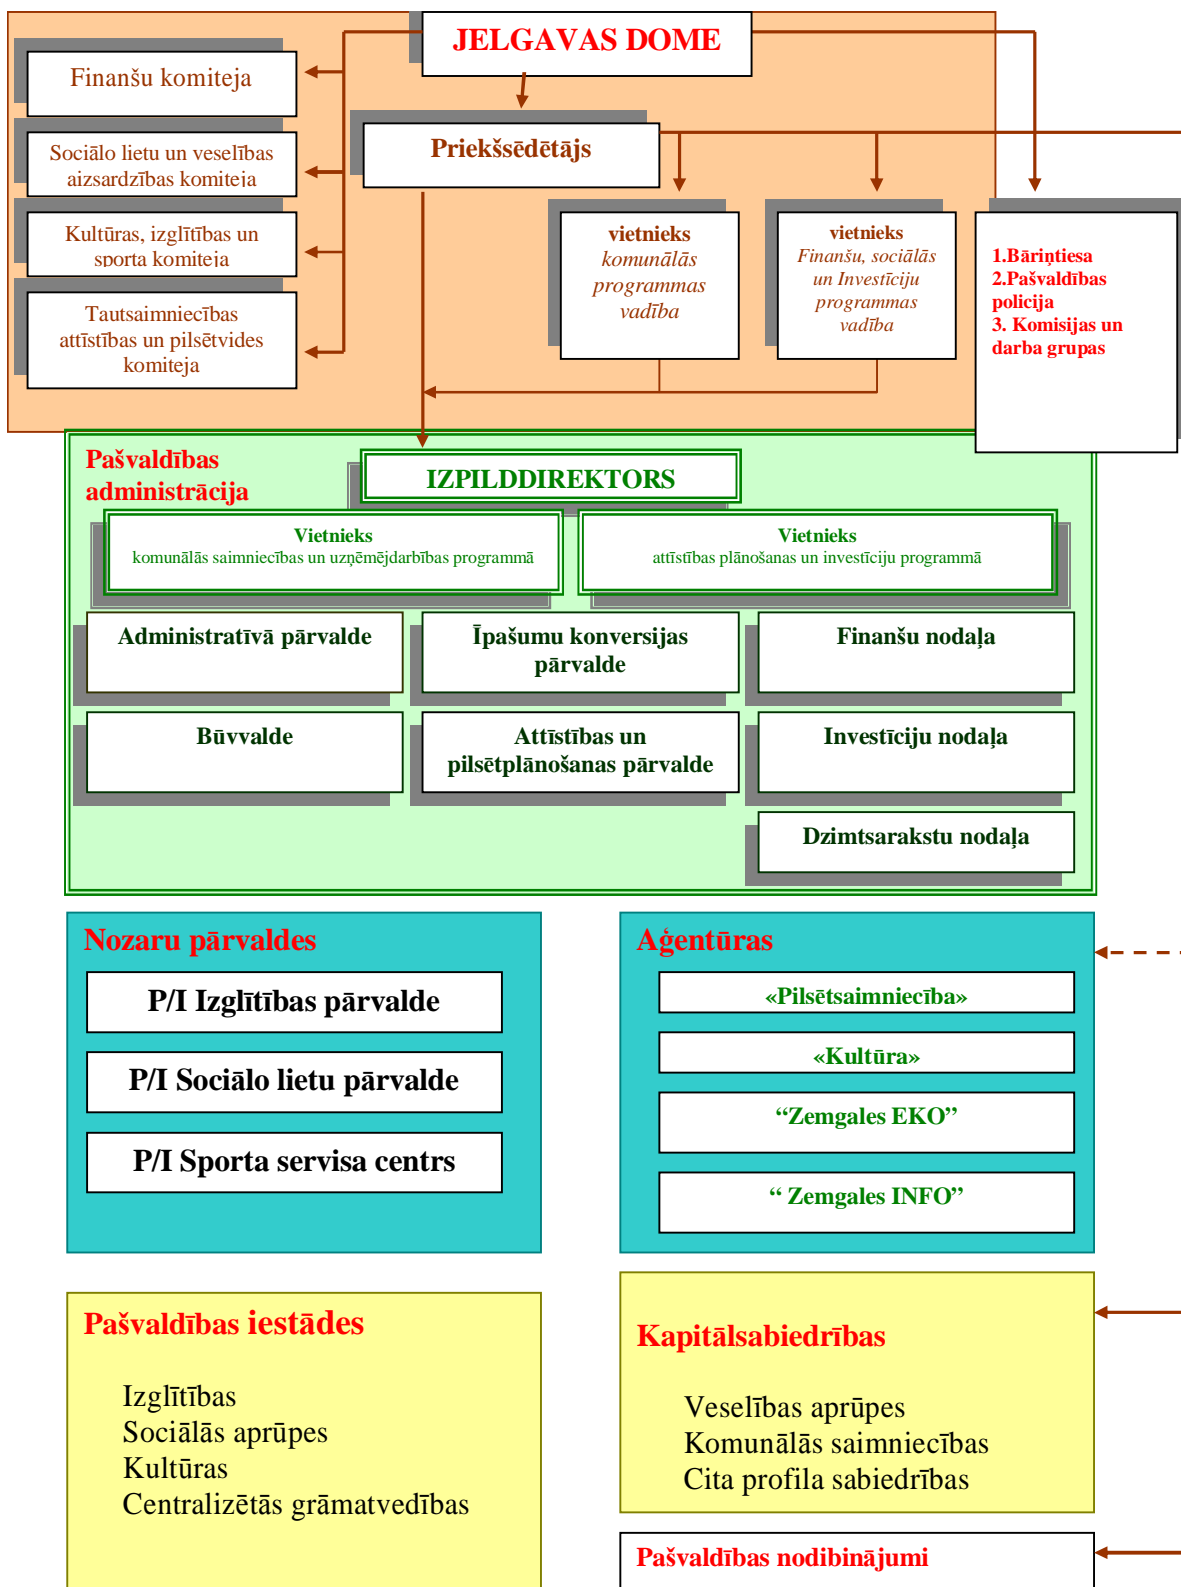 JELGAVAS DOME
Finanšu komiteja
Sociālo lietu un veselības
aizsardzības komiteja
Kultūras, izglītības un
sporta komiteja
Tautsaimniecības
attīstības un pilsētvides
komiteja
Priekšsēdētājs
vietnieks
komunālās
programmas
vadība
vietnieks
Finanšu, sociālās
un Investīciju
programmas
vadība
1.Bāriņtiesa
2.Pašvaldības
policija
3. Komisijas un
darba grupas
Pašvaldības
administrācija
IZPILDDIREKTORS
Vietnieks
komunālās saimniecības un uzņēmējdarbības programmā
Vietnieks
attīstības plānošanas un investīciju programmā
Administratīvā pārvalde
Īpašumu konversijas
pārvalde
Finanšu nodaļa
Būvvalde
Attīstības un
pilsētplānošanas pārvalde
Investīciju nodaļa
Dzimtsarakstu nodaļa
Nozaru pārvaldes
P/I Izglītības pārvalde
P/I Sociālo lietu pārvalde
P/I Sporta servisa centrs
Aģentūras
«Pilsētsaimniecība»
«Kultūra»
“Zemgales EKO”
“ Zemgales INFO”
Pašvaldības iestādes
Izglītības
Sociālās aprūpes
Kultūras
Centralizētās grāmatvedības
Kapitālsabiedrības
Veselības aprūpes
Komunālās saimniecības
Cita profila sabiedrības
Pašvaldības nodibinājumi